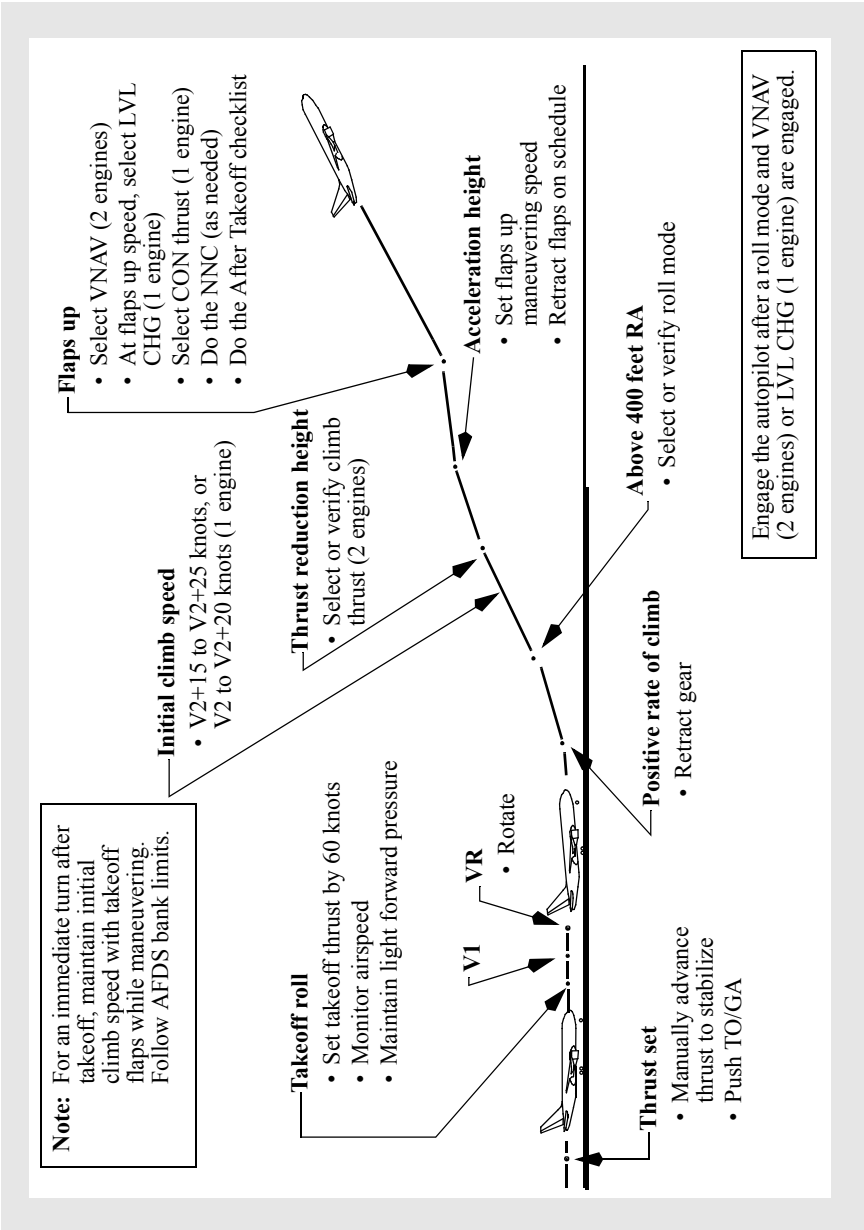 Note: For an immediate turn after
takeoff, maintain initial
climb speed with takeoff
flaps while maneuvering.
Follow AFDS bank limits.
Takeoff roll
• Set takeoff thrust by 60 knots
• Monitor airspeed
• Maintain light forward pressure
Thrust set
• Manually advance
thrust to stabilize
• Push TO/GA
V1
VR
• Rotate
Positive rate of climb
• Retract gear
Initial climb speed
• V2+15 to V2+25 knots, or
V2 to V2+20 knots (1 engine)
Above 400 feet RA
• Select or verify roll mode
Thrust reduction height
• Select or verify climb
thrust (2 engines)
Acceleration height
• Set flaps up
maneuvering speed
• Retract flaps on schedule
Flaps up
• Select VNAV (2 engines)
• At flaps up speed, select LVL
CHG (1 engine)
• Select CON thrust (1 engine)
• Do the NNC (as needed)
• Do the After Takeoff checklist
Engage the autopilot after a roll mode and VNAV
(2 engines) or LVL CHG (1 engine) are engaged.